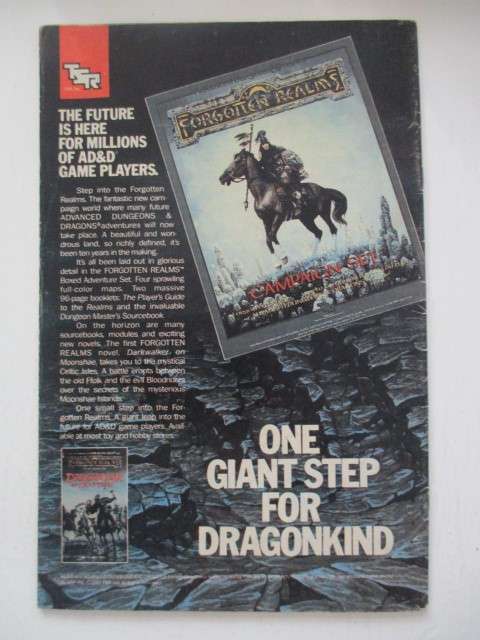 TSR
THE FUTURE
IS HERE
FOR MILLIONS
OF AD&D®
GAME PLAYERS.
Step into the Forgotten
Realms. The fantastic new cam-
paign world where many future
ADVANCED DUNGEONS &
DRAGONS® adventures will now
take place. A beautiful and won-
drous land, so richly defined, it's
been ten years in the making.
It's all been laid out in glorious
detail in the FORGOTTEN REALMS™
Boxed Adventure Set. Four sprawling
full-color maps. Two massive
96-page booklets: The Player's Guide
to the Realms and the invaluable
Dungeon Master's Sourcebook.
On the horizon are many
sourcebooks, modules and exciting
new novels. The first FORGOTTEN
REALMS novel, Darkwalker on
Moonshae, takes you to the mystical
Celtic Isles. A battle erupts between
the old Ffolk and the evil Bloodriders
over the secrets of the mysterious
Moonshae Islands.
One small step into the For-
gotten Realms. A giant leap into the
future for AD&D® game players. Avail-
able at most toy and hobby stores.
FORGOTTEN REALMS
CAMPAIGN SET
ONE
GIANT STEP
FOR
DRAGONKIND